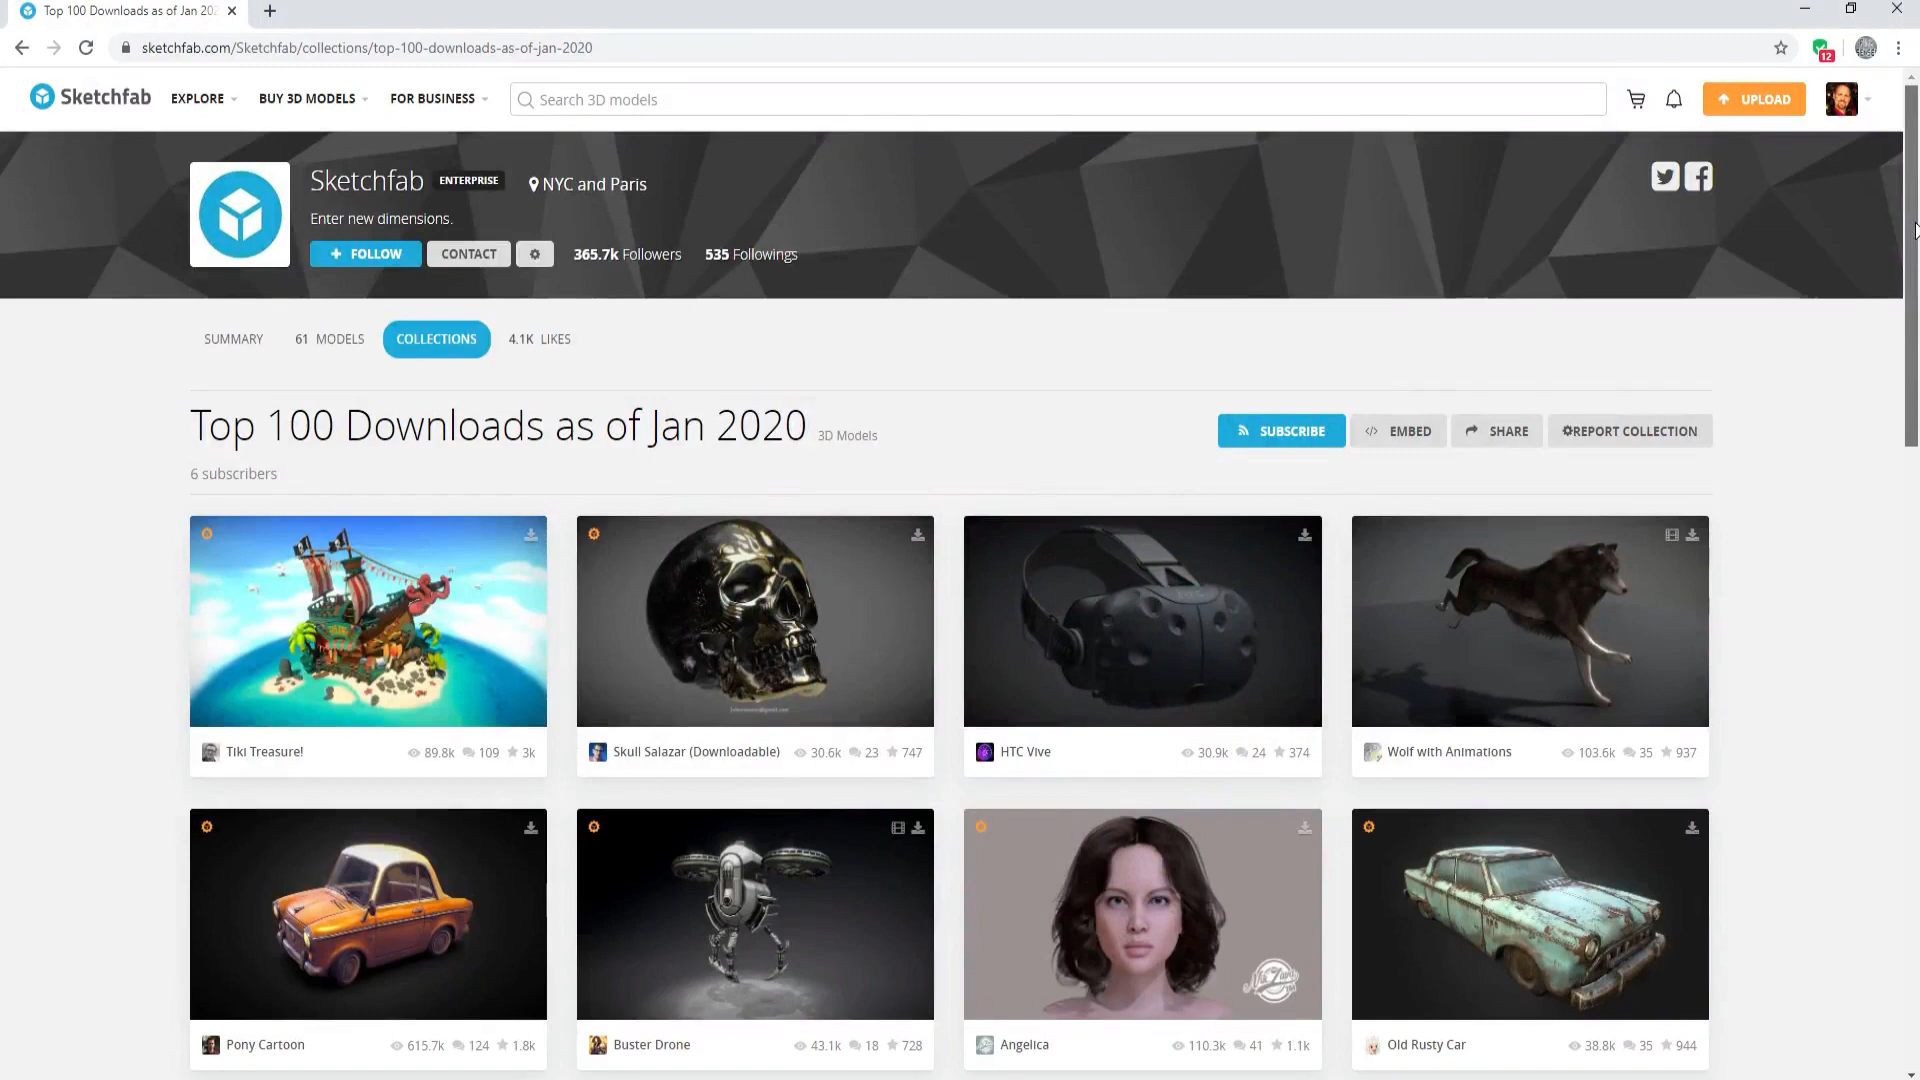 Top 100 Downloads as of Jan 202
sketchfab.com/Sketchfab/collections/top-100-downloads-as-of-jan-2020
12
Sketchfab EXPLORE BUY 3D MODELS FOR BUSINESS Search 3D models UPLOAD
Sketchfab ENTERPRISE NYC and Paris
Enter new dimensions.
+ FOLLOW CONTACT 365.7k Followers 535 Followings
SUMMARY 61 MODELS COLLECTIONS 4.1K LIKES
Top 100 Downloads as of Jan 2020 3D Models
SUBSCRIBE </> EMBED SHARE REPORT COLLECTION
6 subscribers
Tiki Treasure! 89.8k 109 3k
Skull Salazar (Downloadable) 30.6k 23 747
HTC Vive 30.9k 24 374
Wolf with Animations 103.6k 35 937
Pony Cartoon 615.7k 124 1.8k
Buster Drone 43.1k 18 728
Angelica 110.3k 41 1.1k
Old Rusty Car 38.8k 35 944